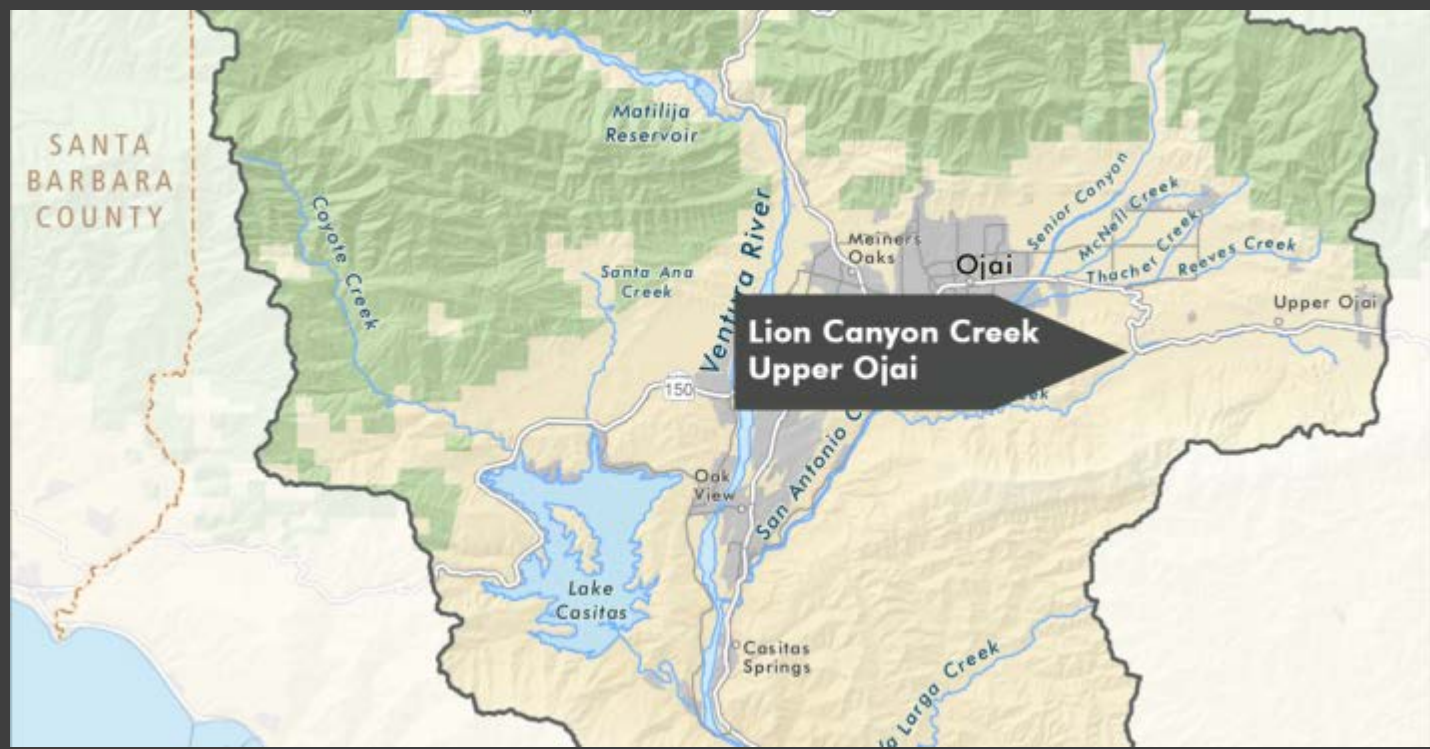 Matilija
Reservoir
SANTA
BARBARA
COUNTY
Coyote Creek
Santa Ana
Creek
Ventura River
Meiners
Oaks
Ojai
Senior Canyon
McNell Creek
Thacher Creek
Reeves Creek
Upper Ojai
Lion Canyon Creek
Upper Ojai
150
Oak
View
San Antonio
Lake
Casitas
Casitas
Springs
Larga Creek